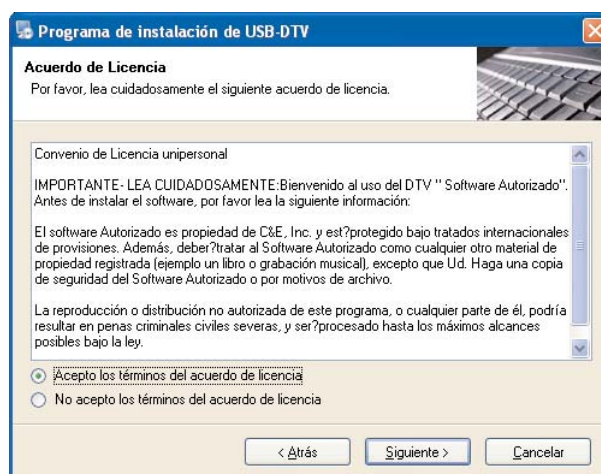 Programa de instalación de USB-DTV
Acuerdo de Licencia
Por favor, lea cuidadosamente el siguiente acuerdo de licencia.
Convenio de Licencia unipersonal
IMPORTANTE- LEA CUIDADOSAMENTE:Bienvenido al uso del DTV " Software Autorizado".
Antes de instalar el software, por favor lea la siguiente información:
El software Autorizado es propiedad de C&E, Inc. y est?protegido bajo tratados internacionales
de provisiones. Además, deber?tratar al Software Autorizado como cualquier otro material de
propiedad registrada (ejemplo un libro o grabación musical), excepto que Ud. Haga una copia
de seguridad del Software Autorizado o por motivos de archivo.
La reproducción o distribución no autorizada de este programa, o cualquier parte de él, podría
resultar en penas criminales civiles severas, y ser?procesado hasta los máximos alcances
posibles bajo la ley.
Acepto los términos del acuerdo de licencia
No acepto los términos del acuerdo de licencia
< Atrás Siguiente > Cancelar